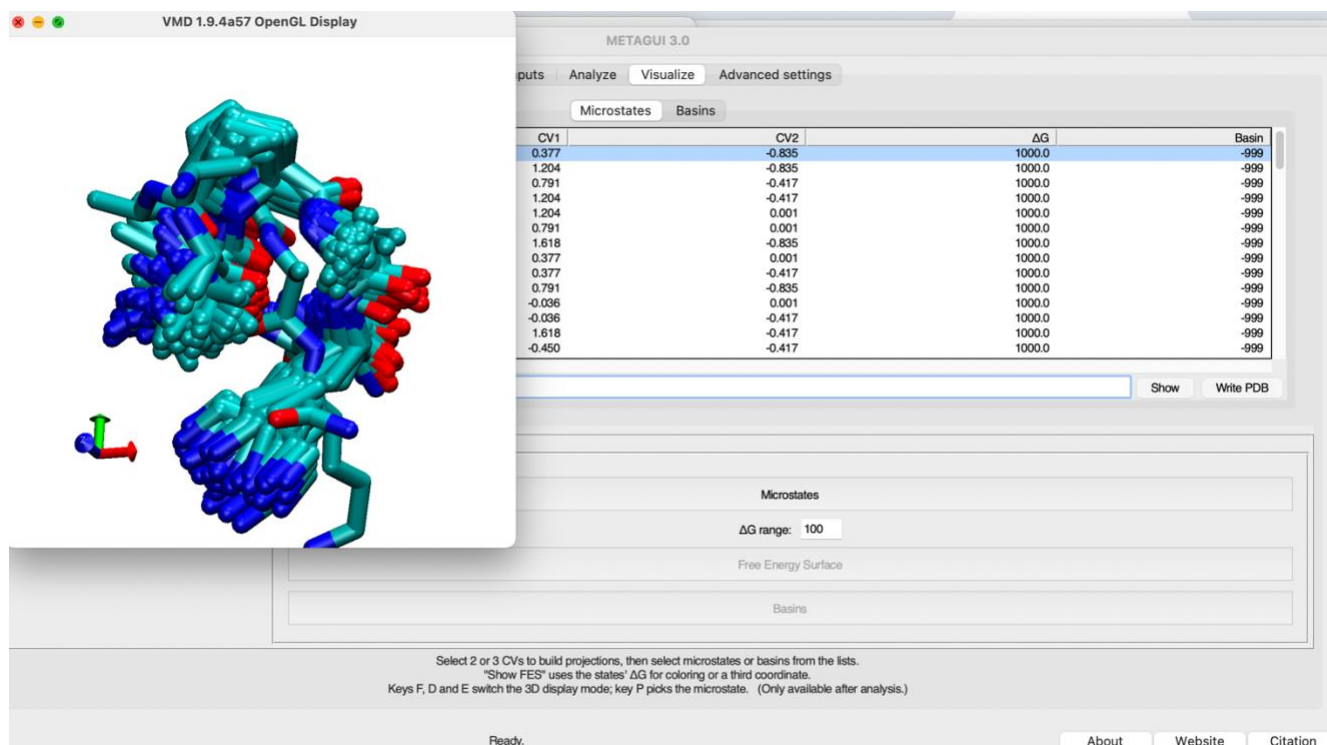 VMD 1.9.4a57 OpenGL Display
METAGUI 3.0
puts Analyze Visualize Advanced settings
Microstates Basins
CV1 CV2 ΔG Basin
0.377 -0.835 1000.0 -999
1.204 -0.835 1000.0 -999
0.791 -0.417 1000.0 -999
1.204 -0.417 1000.0 -999
1.204 0.001 1000.0 -999
0.791 0.001 1000.0 -999
1.618 -0.835 1000.0 -999
0.377 0.001 1000.0 -999
0.377 -0.417 1000.0 -999
0.791 -0.835 1000.0 -999
-0.036 0.001 1000.0 -999
-0.036 -0.417 1000.0 -999
1.618 -0.417 1000.0 -999
-0.450 -0.417 1000.0 -999
Show Write PDB
Microstates
ΔG range: 100
Free Energy Surface
Basins
Select 2 or 3 CVs to build projections, then select microstates or basins from the lists.
"Show FES" uses the states' ΔG for coloring or a third coordinate.
Keys F, D and E switch the 3D display mode; key P picks the microstate. (Only available after analysis.)
Ready. About Website Citation